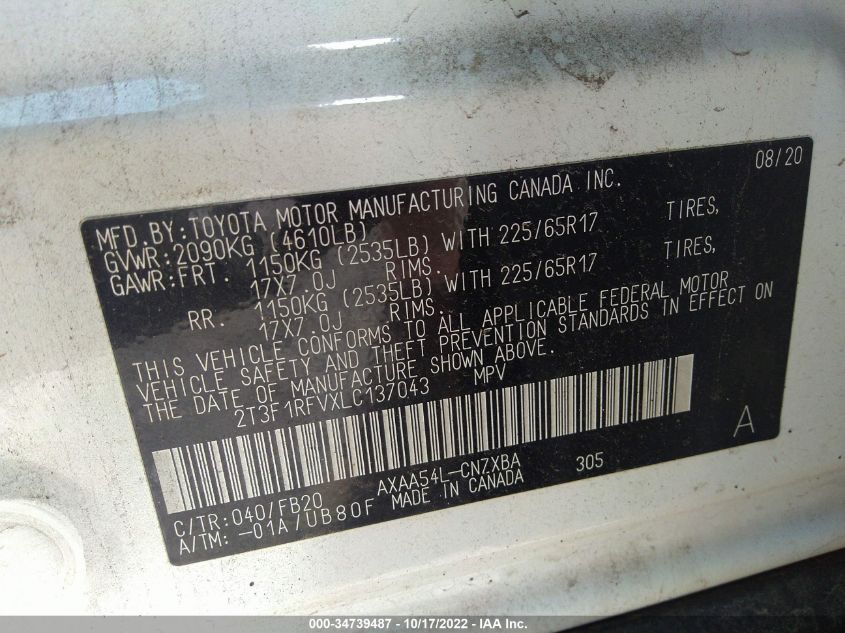 08/20
MFD.BY:TOYOTA MOTOR MANUFACTURING CANADA INC.
GVWR:2090KG (4610LB)
GAWR:FRT. 1150KG (2535LB) WITH 225/65R17 TIRES,
17X7.0J RIMS.
RR. 1150KG (2535LB) WITH 225/65R17 TIRES,
17X7.0J RIMS.
THIS VEHICLE CONFORMS TO ALL APPLICABLE FEDERAL MOTOR
VEHICLE SAFETY AND THEFT PREVENTION STANDARDS IN EFFECT ON
THE DATE OF MANUFACTURE SHOWN ABOVE.
2T3F1RFVXLC137043 MPV
A
C/TR:040/FB20 AXAA54L-CNZXBA 305
A/TM:-01A/UB80F MADE IN CANADA
000-34739487 - 10/17/2022 - IAA Inc.